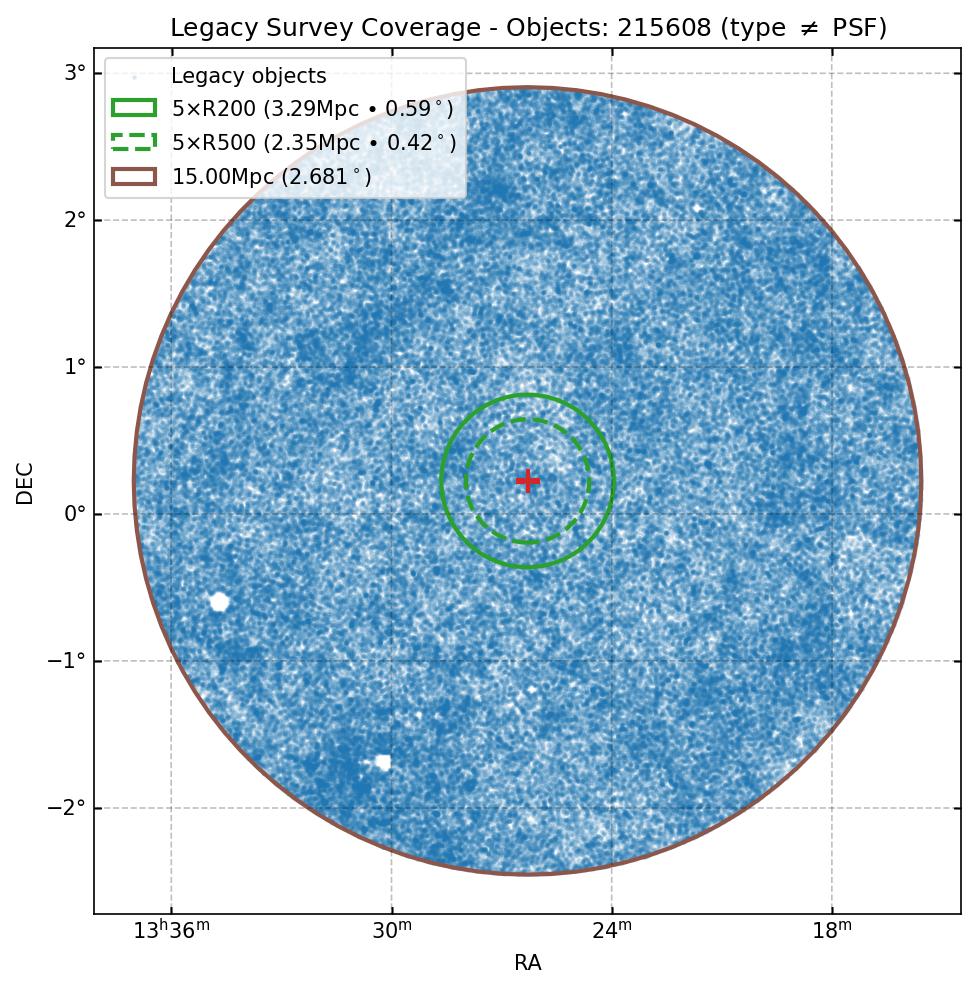 Legacy Survey Coverage - Objects: 215608 (type ≠ PSF)
Legacy objects
5×R200 (3.29Mpc • 0.59°)
5×R500 (2.35Mpc • 0.42°)
15.00Mpc (2.681°)
3°
2°
1°
0°
−1°
−2°
DEC
13h36m 30m 24m 18m
RA